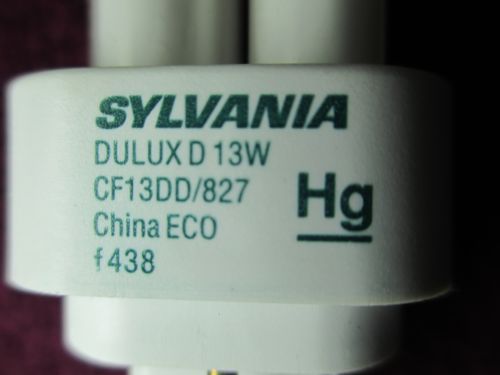 SYLVANIA
DULUX D 13W
CF13DD/827
China ECO
f438
Hg